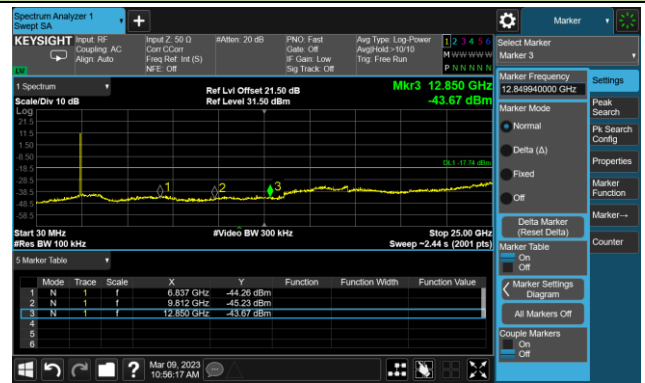 Spectrum Analyzer 1
Swept SA
+
Marker
KEYSIGHT
Input: RF
Coupling: AC
Align: Auto
Input Z: 50 Ω
Corr CCorr
Freq Ref: Int (S)
NFE: Off
#Atten: 20 dB
PNO: Fast
Gate: Off
IF Gain: Low
Sig Track: Off
Avg Type: Log-Power
Avg|Hold:>10/10
Trig: Free Run
1 2 3 4 5 6
M W W W W W
P N N N N N
LW
Select Marker
Marker 3
1 Spectrum
Scale/Div 10 dB
Log
Ref Lvl Offset 21.50 dB
Ref Level 31.50 dBm
Mkr3 12.850 GHz
-43.67 dBm
21.5
11.5
1.50
-8.50
-18.5
-28.5
-38.5
-48.5
-58.5
DL1 -17.74 dBm
1
2
3
Start 30 MHz
#Res BW 100 kHz
#Video BW 300 kHz
Stop 25.00 GHz
Sweep ~2.44 s (2001 pts)
5 Marker Table
Mode Trace Scale X Y Function Function Width Function Value
1 N 1 f 6.837 GHz -44.26 dBm
2 N 1 f 9.812 GHz -45.23 dBm
3 N 1 f 12.850 GHz -43.67 dBm
4
5
6
Marker Frequency
12.849940000 GHz
Marker Mode
Normal
Delta (Δ)
Fixed
Off
Delta Marker
(Reset Delta)
Marker Table
On
Off
Marker Settings
Diagram
All Markers Off
Couple Markers
On
Off
Settings
Peak
Search
Pk Search
Config
Properties
Marker
Function
Marker→
Counter
?
Mar 09, 2023
10:56:17 AM